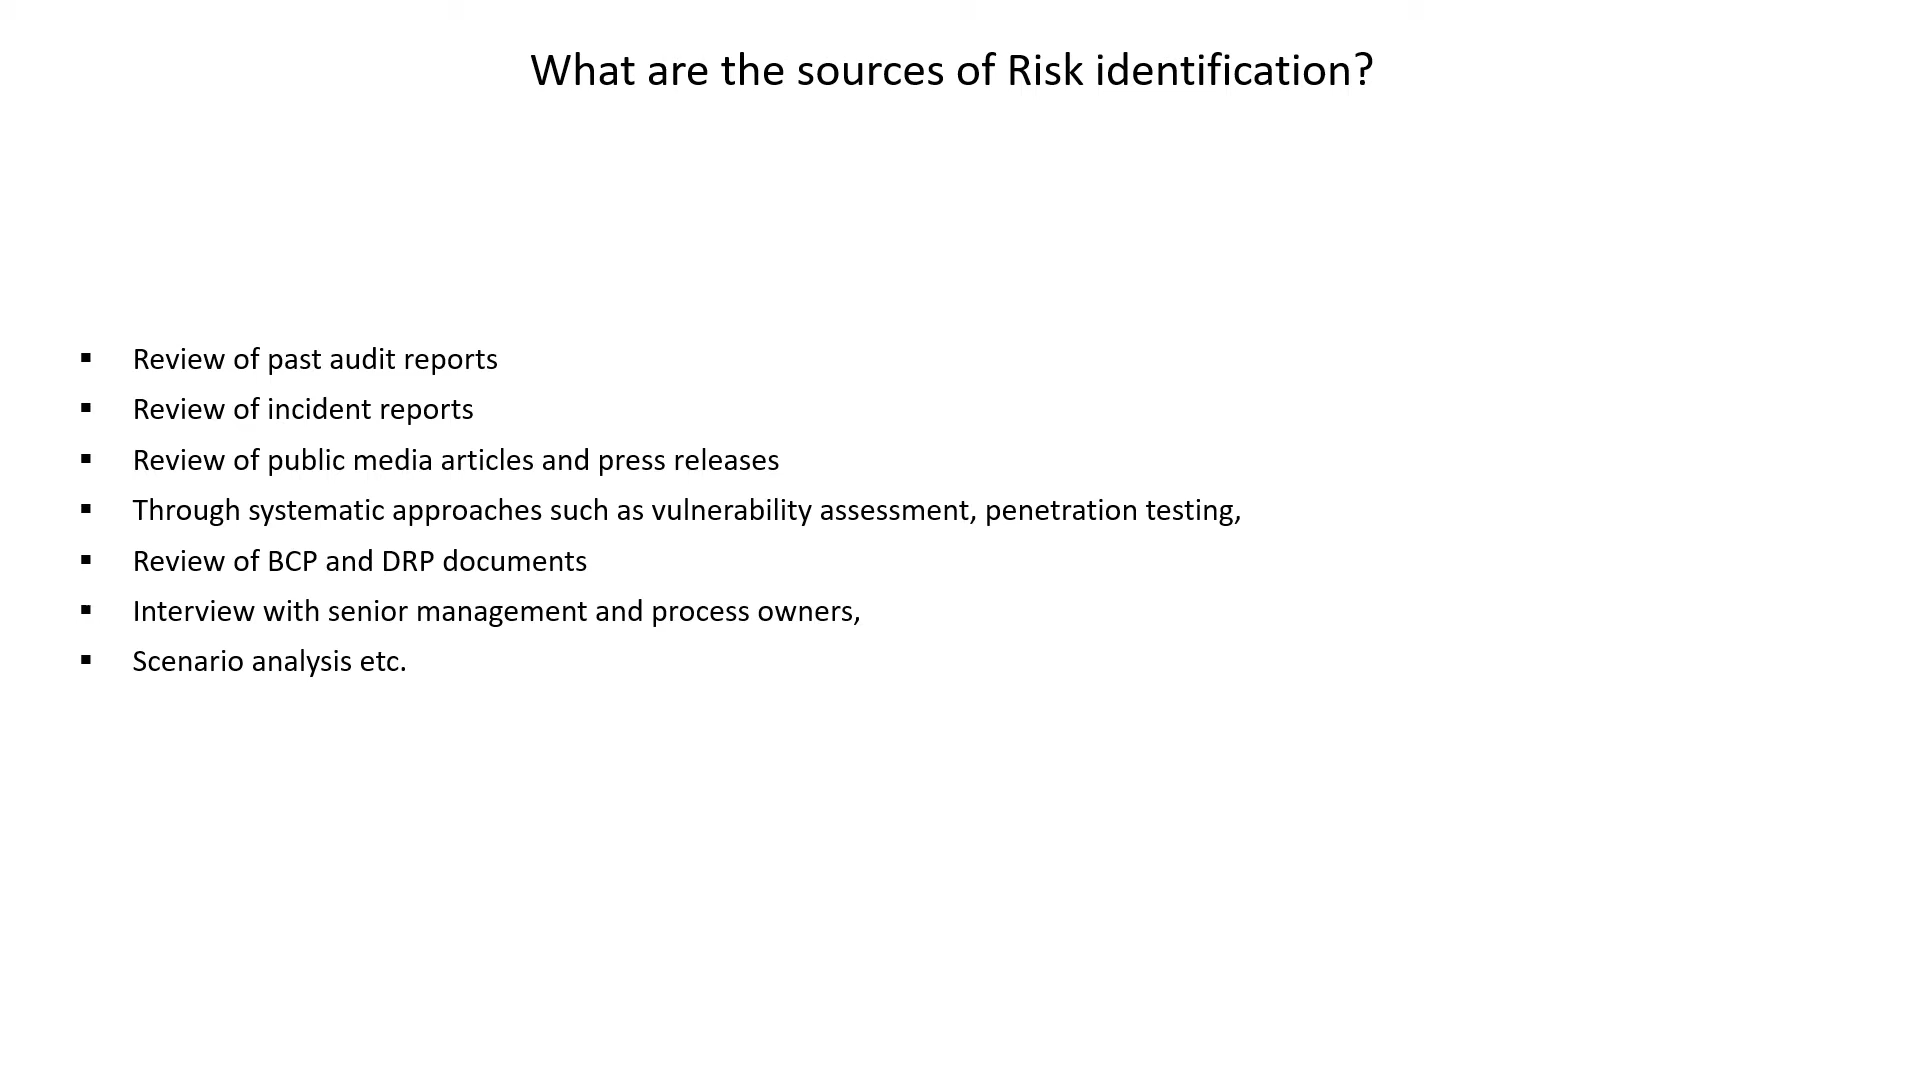 What are the sources of Risk identification?
▪ Review of past audit reports
▪ Review of incident reports
▪ Review of public media articles and press releases
▪ Through systematic approaches such as vulnerability assessment, penetration testing,
▪ Review of BCP and DRP documents
▪ Interview with senior management and process owners,
▪ Scenario analysis etc.